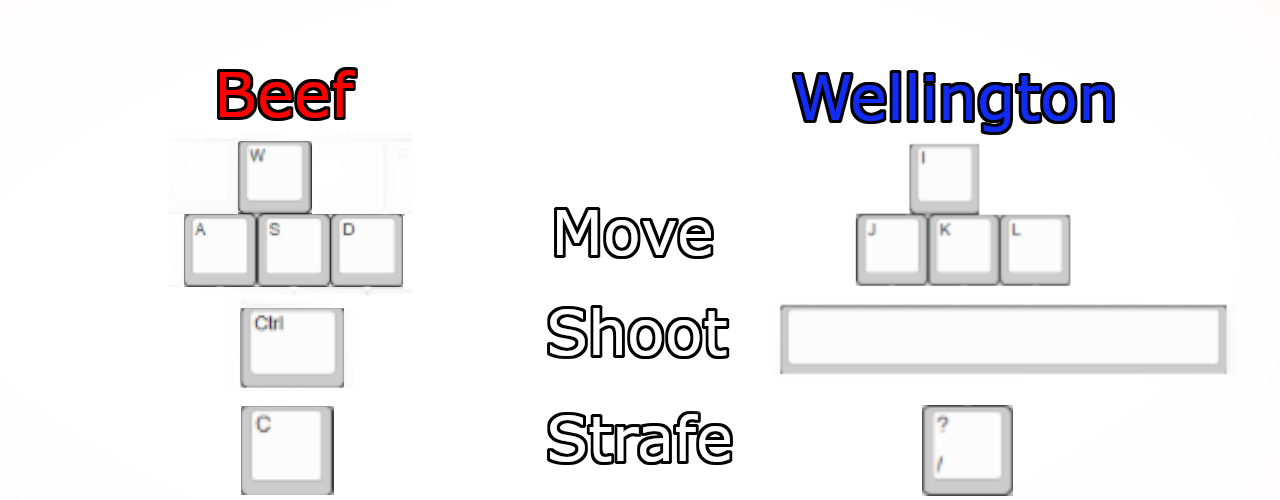 Beef Wellington
W I
A S D Move J K L
Ctrl Shoot
C Strafe ? /